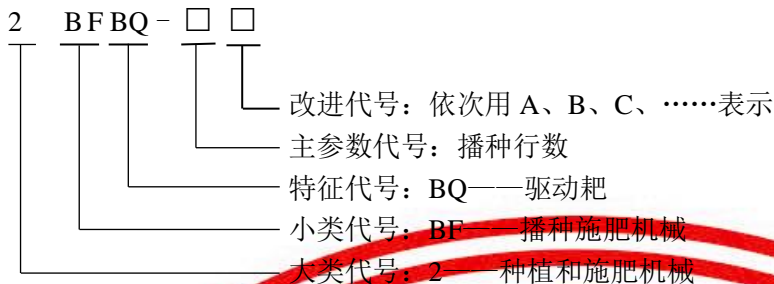 2 BFBQ-□□
改进代号：依次用 A、B、C、……表示
主参数代号：播种行数
特征代号：BQ——驱动耙
小类代号：BF——播种施肥机械
大类代号：2——种植和施肥机械